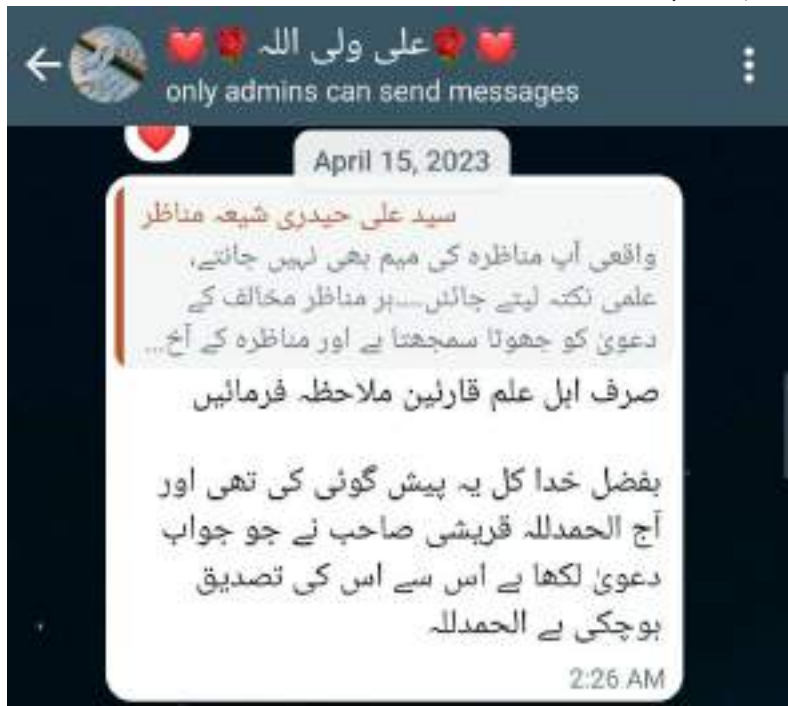 ❤️🌹علی ولی اللہ🌹❤️
only admins can send messages
April 15, 2023
سید علی حیدری شیعہ مناظر
واقعی آپ مناظرہ کی میم بھی نہیں جانتے،
علمی نکتہ لیتے جائیں....ہر مناظر مخالف کے
دعویٰ کو جھوٹا سمجھتا ہے اور مناظرہ کے آخ...
صرف اہل علم قارئین ملاحظہ فرمائیں
بفضل خدا کل یہ پیش گوئی کی تھی اور
آج الحمدللہ قریشی صاحب نے جو جواب
دعویٰ لکھا ہے اس سے اس کی تصدیق
ہوچکی ہے الحمدللہ
2:26 AM